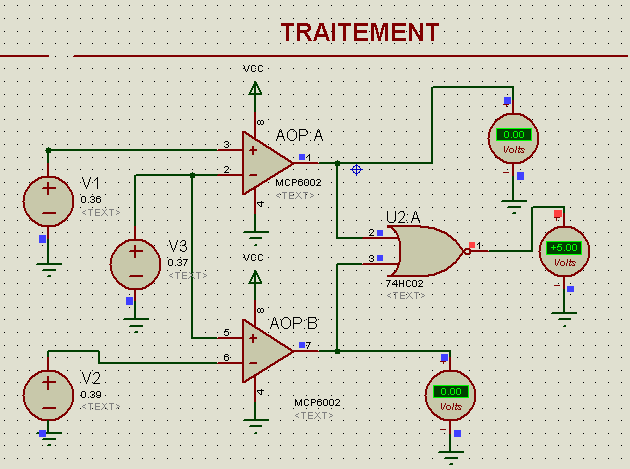 TRAITEMENT
VCC
AOP:A
8
3
2
1
4
MCP6002
<TEXT>
0.00
Volts
V1
0.36
<TEXT>
V3
0.37
<TEXT>
U2:A
2
3
1
74HC02
<TEXT>
+5.00
Volts
VCC
AOP:B
8
5
6
7
4
MCP6002
<TEXT>
V2
0.39
<TEXT>
0.00
Volts